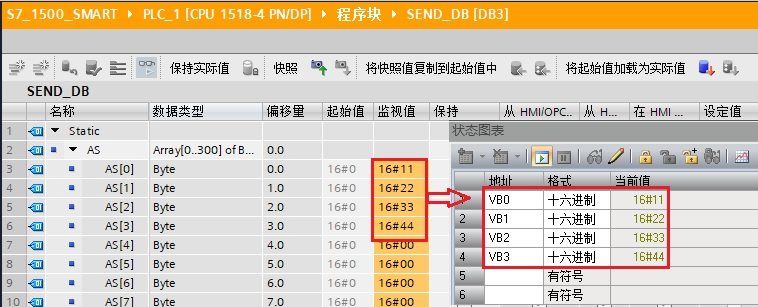 S7_1500_SMART ▸ PLC_1 [CPU 1518-4 PN/DP] ▸ 程序块 ▸ SEND_DB [DB3]
保持实际值 快照 将快照值复制到起始值中 将起始值加载为实际值
SEND_DB
名称 数据类型 偏移量 起始值 监视值 保持 从 HMI/OPC... 从 H... 在 HMI ... 设定值
1 Static
2 AS Array[0..300] of B... 0.0
3 AS[0] Byte 0.0 16#0 16#11
4 AS[1] Byte 1.0 16#0 16#22
5 AS[2] Byte 2.0 16#0 16#33
6 AS[3] Byte 3.0 16#0 16#44
7 AS[4] Byte 4.0 16#0 16#00
8 AS[5] Byte 5.0 16#0 16#00
9 AS[6] Byte 6.0 16#0 16#00
10 AS[7] Byte 7.0 16#0 16#00
状态图表
地址 格式 当前值
1 VB0 十六进制 16#11
2 VB1 十六进制 16#22
3 VB2 十六进制 16#33
4 VB3 十六进制 16#44
5 有符号
6 有符号